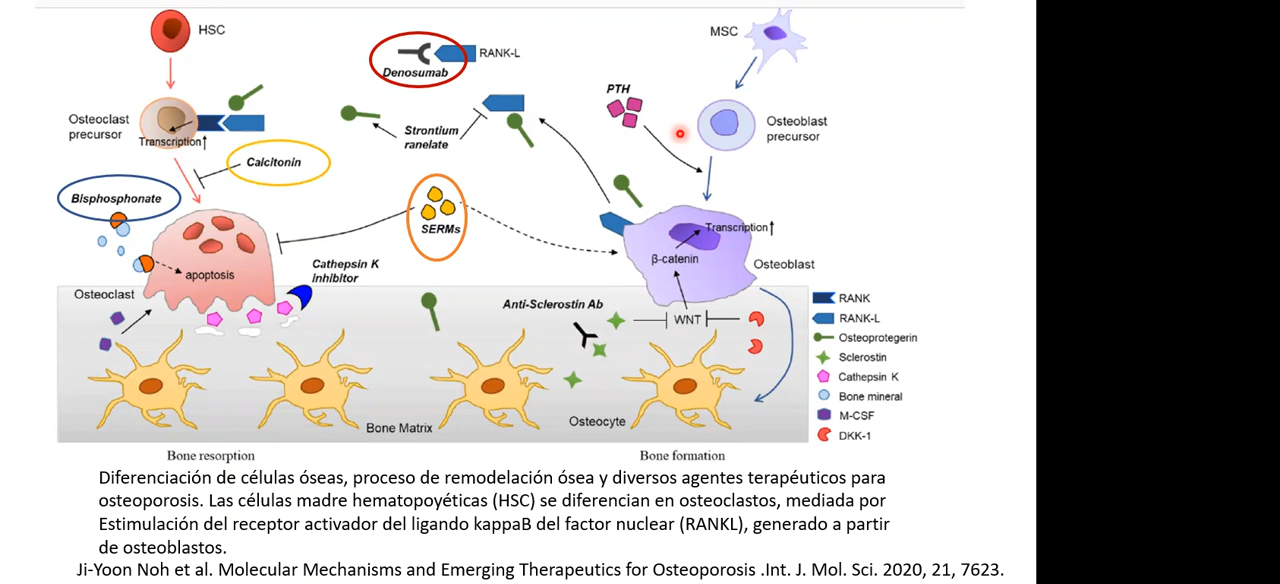 HSC
MSC
RANK-L
Denosumab
PTH
Osteoclast
precursor
Transcription↑
Strontium
ranelate
Osteoblast
precursor
Calcitonin
Bisphosphonate
SERMs
Transcription↑
β-catenin
Osteoblast
apoptosis
Cathepsin K
inhibitor
Osteoclast
Anti-Sclerostin Ab
WNT
RANK
RANK-L
Osteoprotegerin
Sclerostin
Cathepsin K
Bone mineral
M-CSF
DKK-1
Osteocyte
Bone Matrix
Bone resorption
Bone formation
Diferenciación de células óseas, proceso de remodelación ósea y diversos agentes terapéuticos para
osteoporosis. Las células madre hematopoyéticas (HSC) se diferencian en osteoclastos, mediada por
Estimulación del receptor activador del ligando kappaB del factor nuclear (RANKL), generado a partir
de osteoblastos.
Ji-Yoon Noh et al. Molecular Mechanisms and Emerging Therapeutics for Osteoporosis .Int. J. Mol. Sci. 2020, 21, 7623.